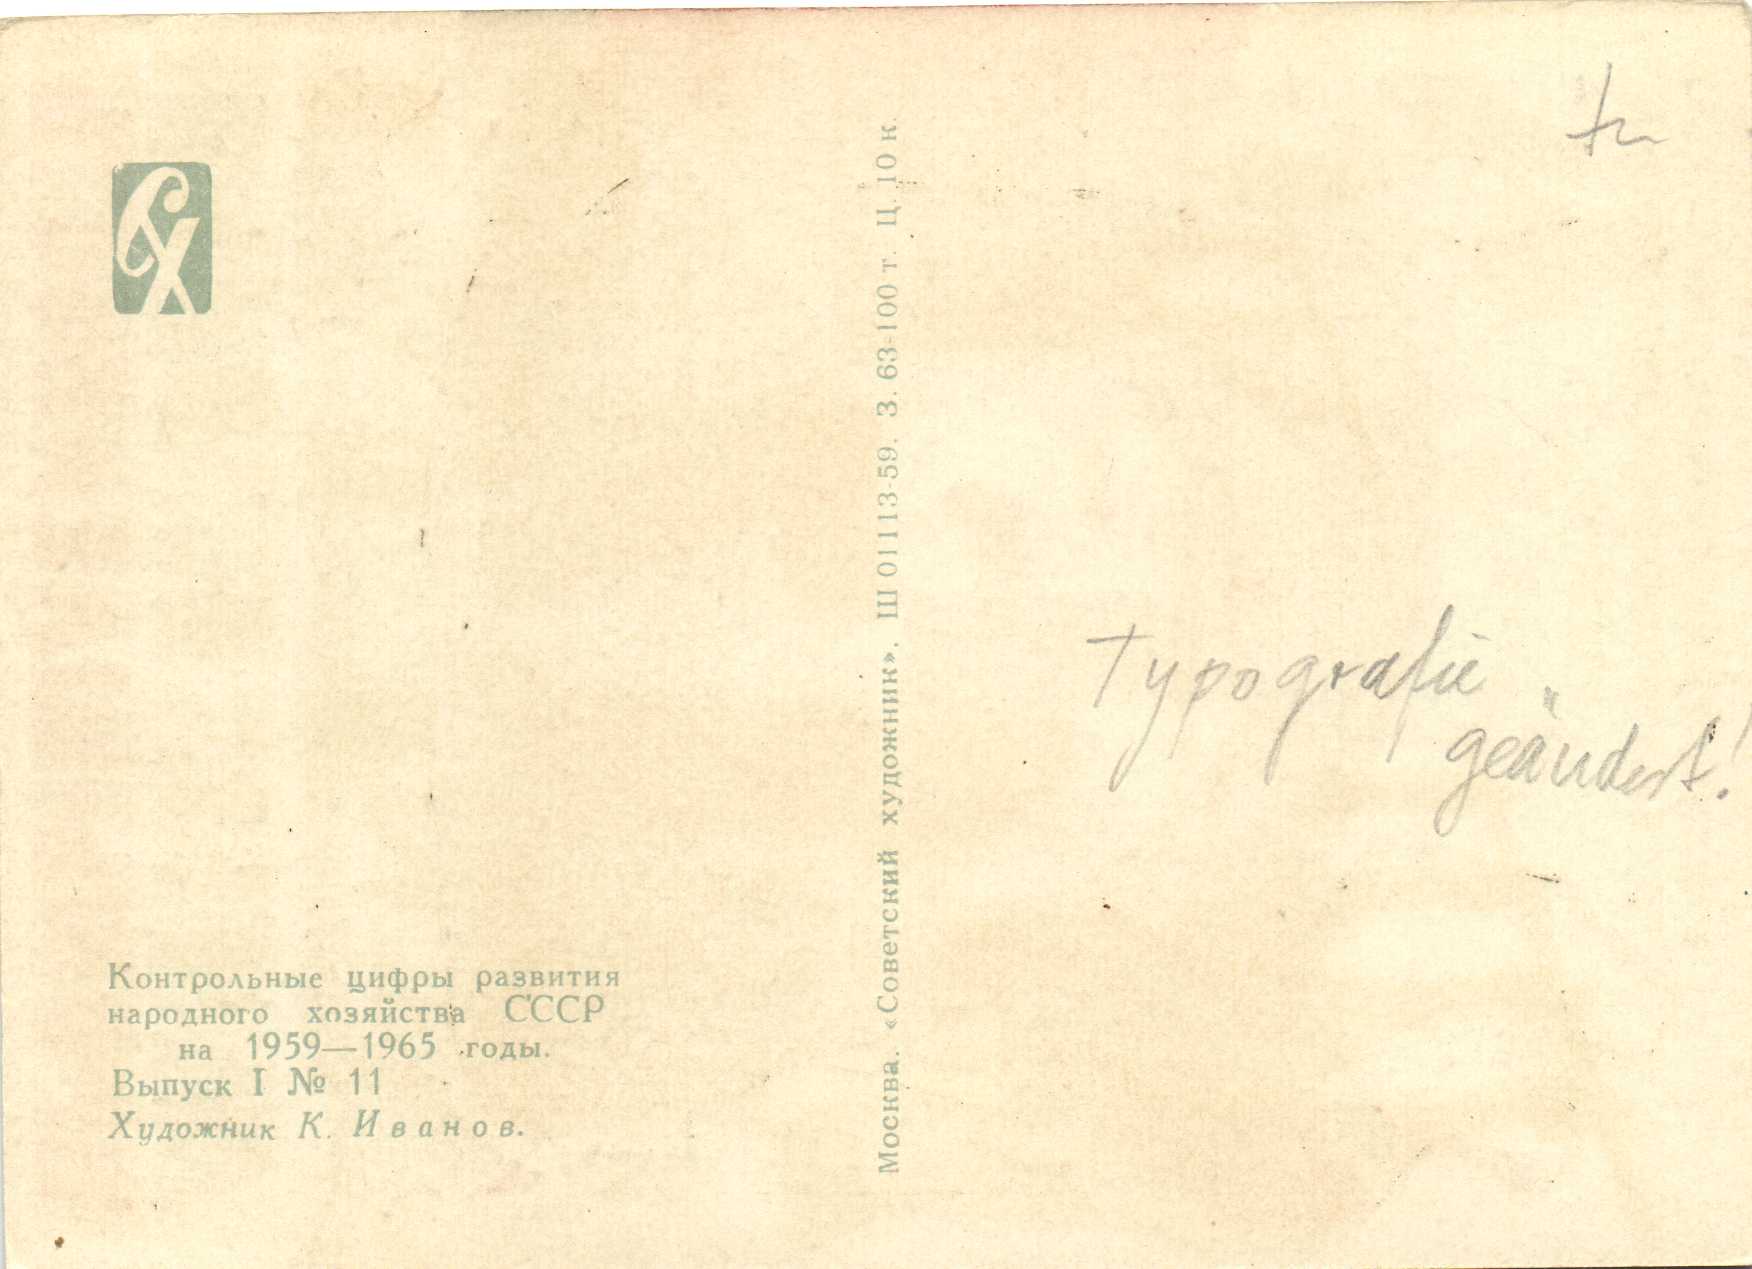 СХ
Контрольные цифры развития
народного хозяйства СССР
на 1959—1965 годы.
Выпуск I № 11
Художник К. Иванов.
Москва. «Советский художник». Ш 01113-59. З. 63-100 т. Ц. 10 к.
Typografie
geändert!